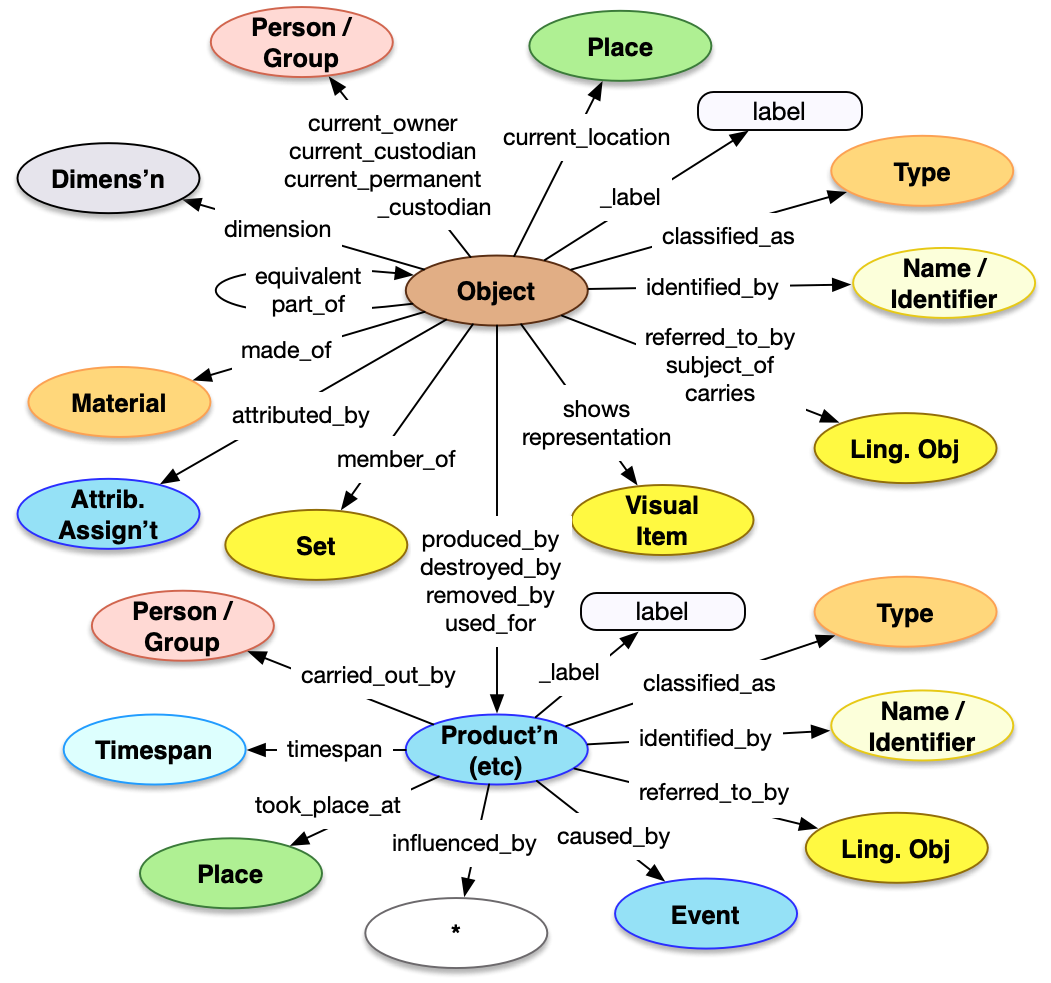 Person /
Group
Place
label
current_owner
current_custodian
current_permanent
_custodian
current_location
Type
Dimens'n
_label
dimension
classified_as
equivalent
part_of
Object
identified_by
Name /
Identifier
made_of
referred_to_by
subject_of
carries
Material
attributed_by
shows
representation
member_of
Ling. Obj
Attrib.
Assign't
Set
Visual
Item
produced_by
destroyed_by
removed_by
used_for
Person /
Group
label
Type
carried_out_by
_label
classified_as
Timespan
timespan
Product'n
(etc)
identified_by
Name /
Identifier
took_place_at
referred_to_by
influenced_by
caused_by
Place
Ling. Obj
*
Event